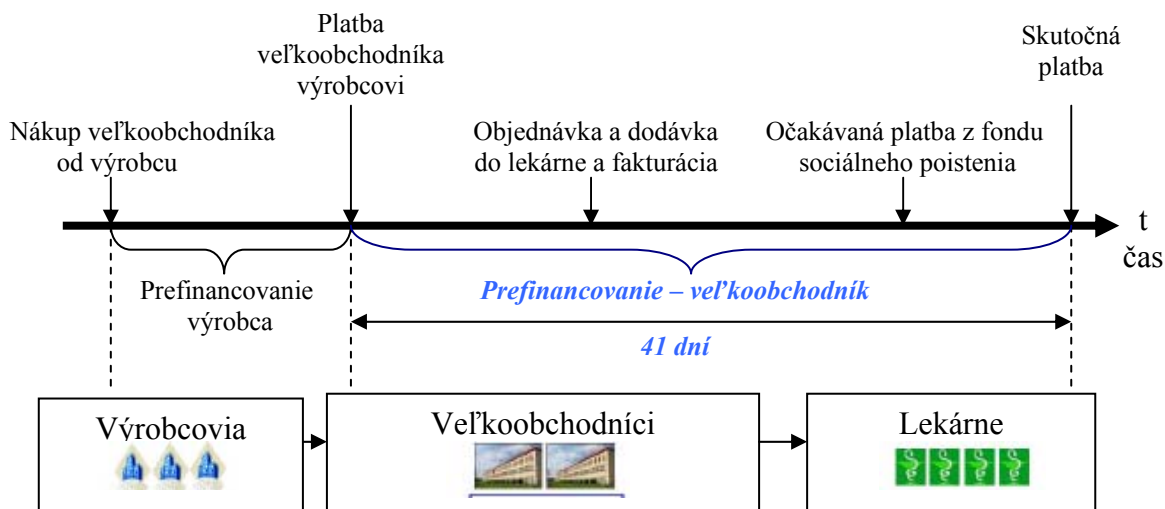 Platba
veľkoobchodníka
výrobcovi
Skutočná
platba
Nákup veľkoobchodníka
od výrobcu
Objednávka a dodávka
do lekárne a fakturácia
Očakávaná platba z fondu
sociálneho poistenia
t
čas
Prefinancovanie
výrobca
Prefinancovanie – veľkoobchodník
41 dní
Výrobcovia
Veľkoobchodníci
Lekárne